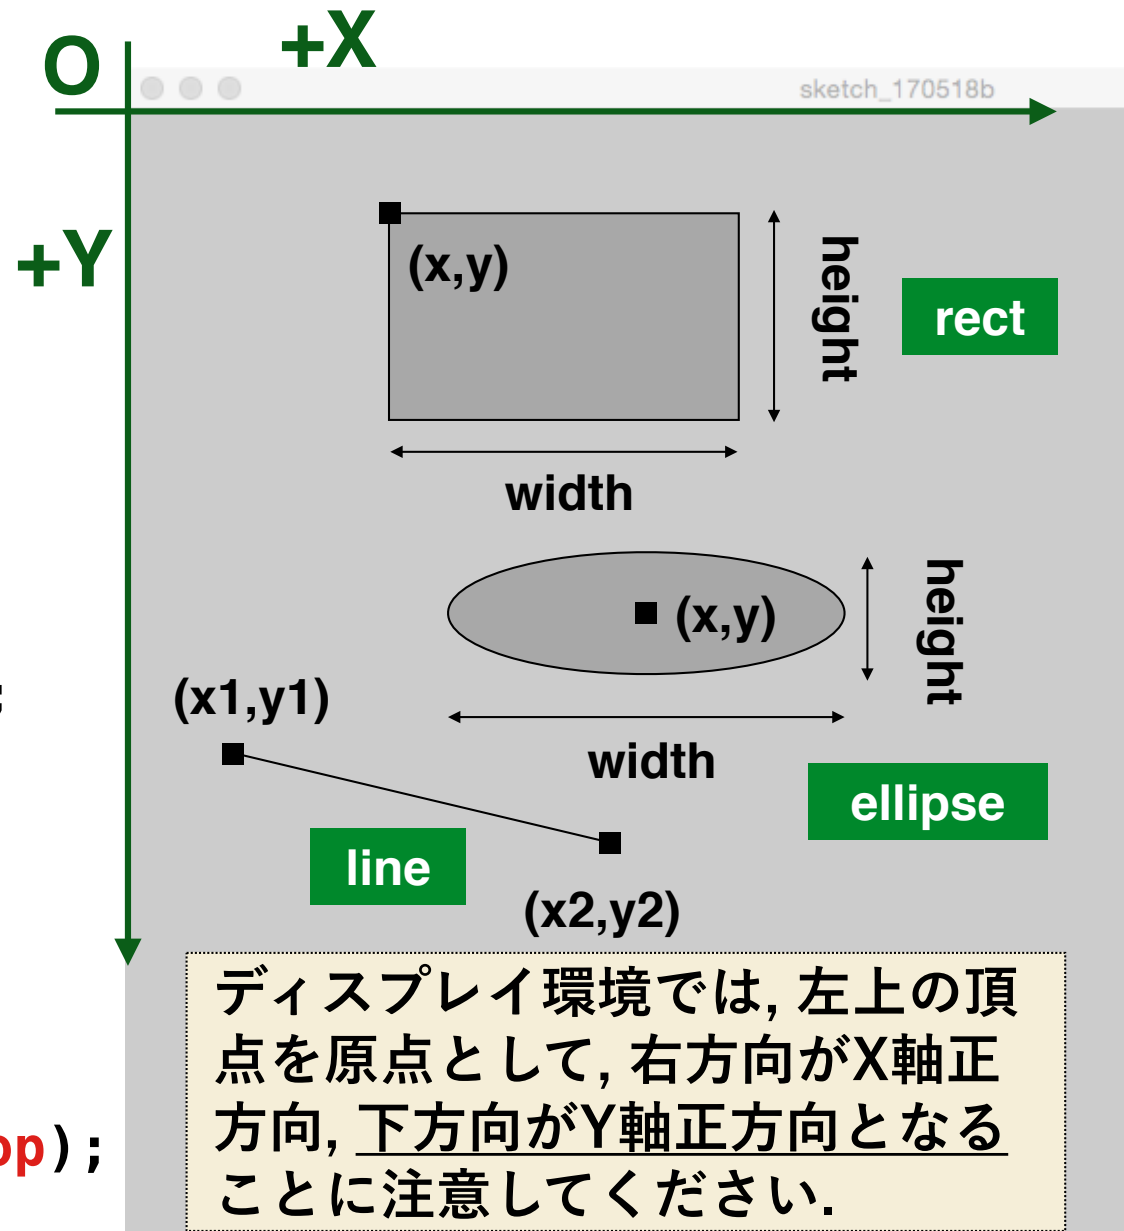 O
+X
sketch_170518b
+Y
(x,y)
height
rect
width
(x,y)
height
;
(x1,y1)
width
ellipse
line
(x2,y2)
ディスプレイ環境では, 左上の頂
点を原点として, 右方向がX軸正
方向, 下方向がY軸正方向となる
ことに注意してください.
op);